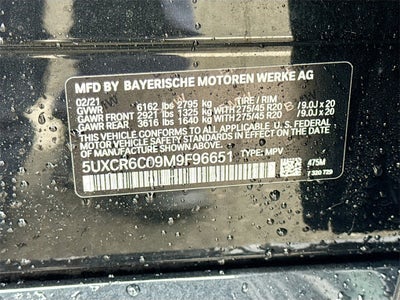 MFD BY BAYERISCHE MOTOREN WERKE AG
02/21 TIRE / RIM
GVWR 6162 lbs 2795 kg
GAWR FRONT 2921 lbs 1325 kg 275/45 R20 /9.0J x 20
GAWR REAR 3616 lbs 1640 kg 275/45 R20 /9.0J x 20
THIS VEHICLE CONFORMS TO ALL APPLICABLE U.S. FEDERAL
MOTOR VEHICLE SAFETY STANDARDS IN EFFECT ON THE DATE
OF MANUFACTURE SHOWN ABOVE.
5UXCR6C09M9F96651 TYPE: MPV
475M
7 320 729